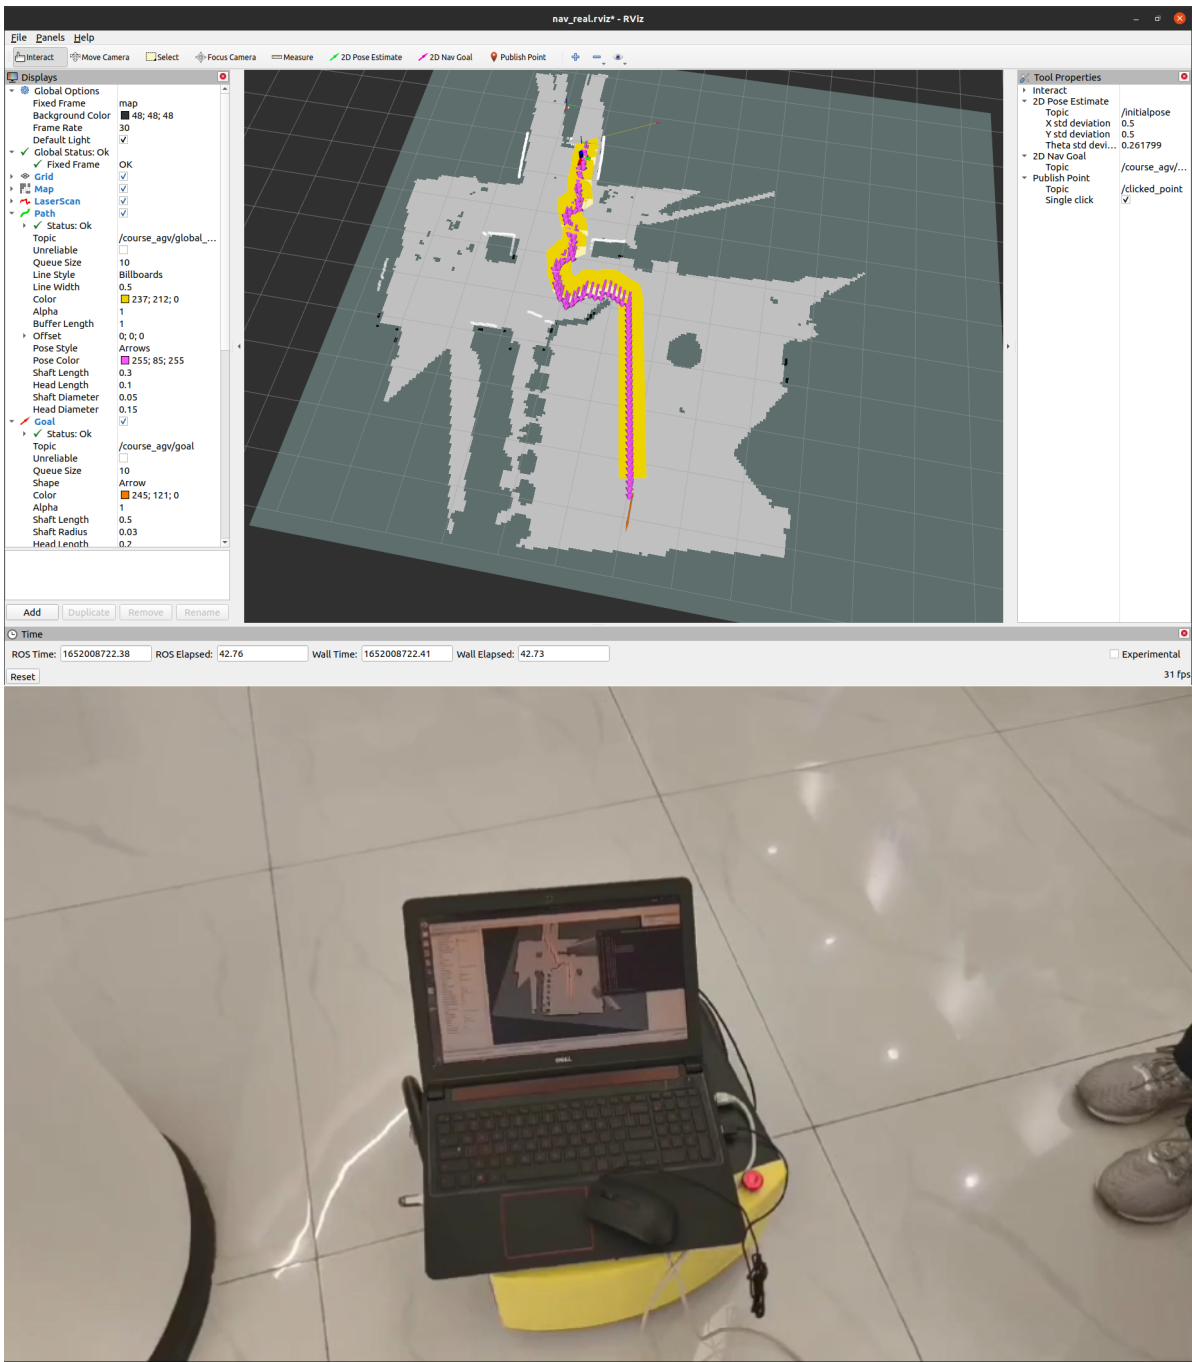 nav_real.rviz* - RViz
File Panels Help
Interact Move Camera Select Focus Camera Measure 2D Pose Estimate 2D Nav Goal Publish Point
Displays
Global Options
Fixed Frame map
Background Color 48; 48; 48
Frame Rate 30
Default Light
Global Status: Ok
Fixed Frame OK
Grid
Map
LaserScan
Path
Status: Ok
Topic /course_agv/global_...
Unreliable
Queue Size 10
Line Style Billboards
Line Width 0.5
Color 237; 212; 0
Alpha 1
Buffer Length 1
Offset 0; 0; 0
Pose Style Arrows
Pose Color 255; 85; 255
Shaft Length 0.3
Head Length 0.1
Shaft Diameter 0.05
Head Diameter 0.15
Goal
Status: Ok
Topic /course_agv/goal
Unreliable
Queue Size 10
Shape Arrow
Color 245; 121; 0
Alpha 1
Shaft Length 0.5
Shaft Radius 0.03
Head Length 0.2
Add Duplicate Remove Rename
Tool Properties
Interact
2D Pose Estimate
Topic /initialpose
X std deviation 0.5
Y std deviation 0.5
Theta std devi... 0.261799
2D Nav Goal
Topic /course_agv/...
Publish Point
Topic /clicked_point
Single click
Time
ROS Time: 1652008722.38 ROS Elapsed: 42.76 Wall Time: 1652008722.41 Wall Elapsed: 42.73 Experimental
Reset 31 fps
DELL